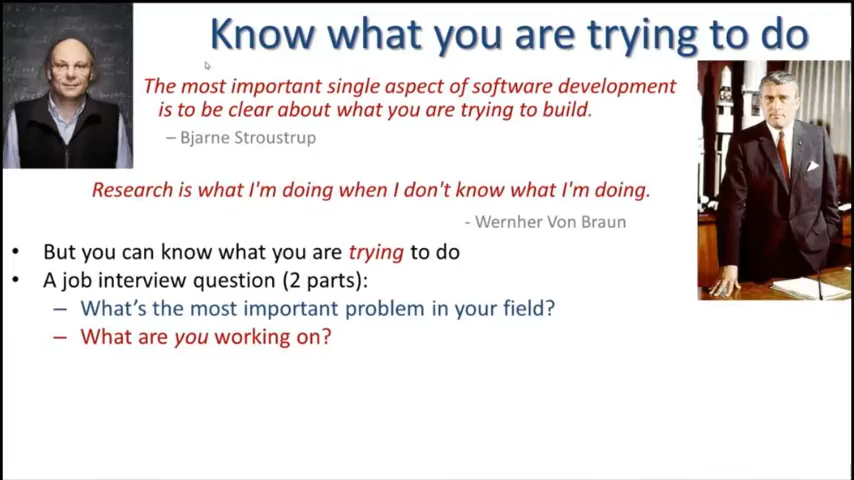 Know what you are trying to do
The most important single aspect of software development
is to be clear about what you are trying to build.
– Bjarne Stroustrup
Research is what I'm doing when I don't know what I'm doing.
- Wernher Von Braun
• But you can know what you are trying to do
• A job interview question (2 parts):
– What's the most important problem in your field?
– What are you working on?